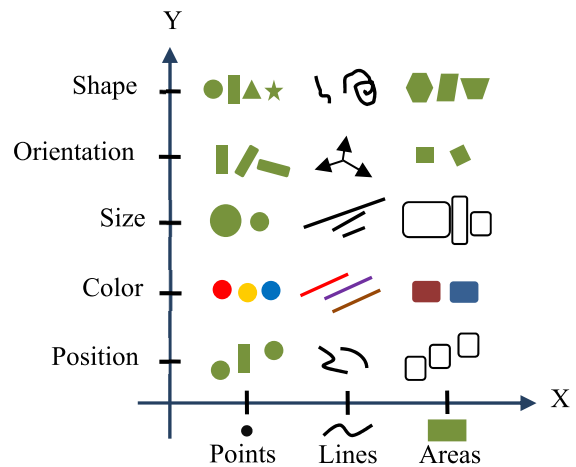 Y
Shape
Orientation
Size
Color
Position
X
Points Lines Areas